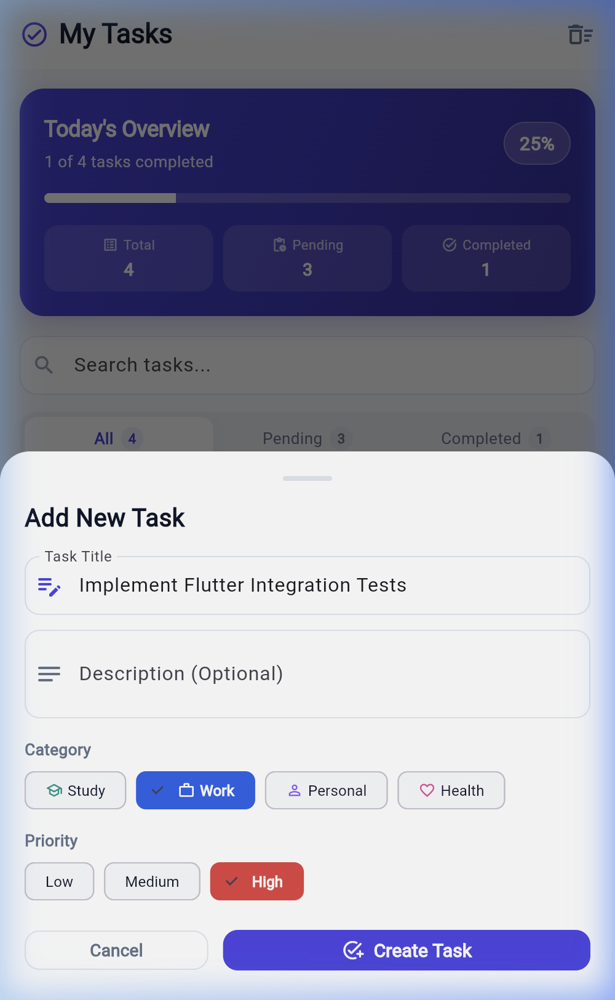 My Tasks
Today's Overview
1 of 4 tasks completed
25%
Total
4
Pending
3
Completed
1
Search tasks...
All 4
Pending 3
Completed 1
Add New Task
Task Title
Implement Flutter Integration Tests
Description (Optional)
Category
Study Work Personal Health
Priority
Low Medium High
Cancel Create Task